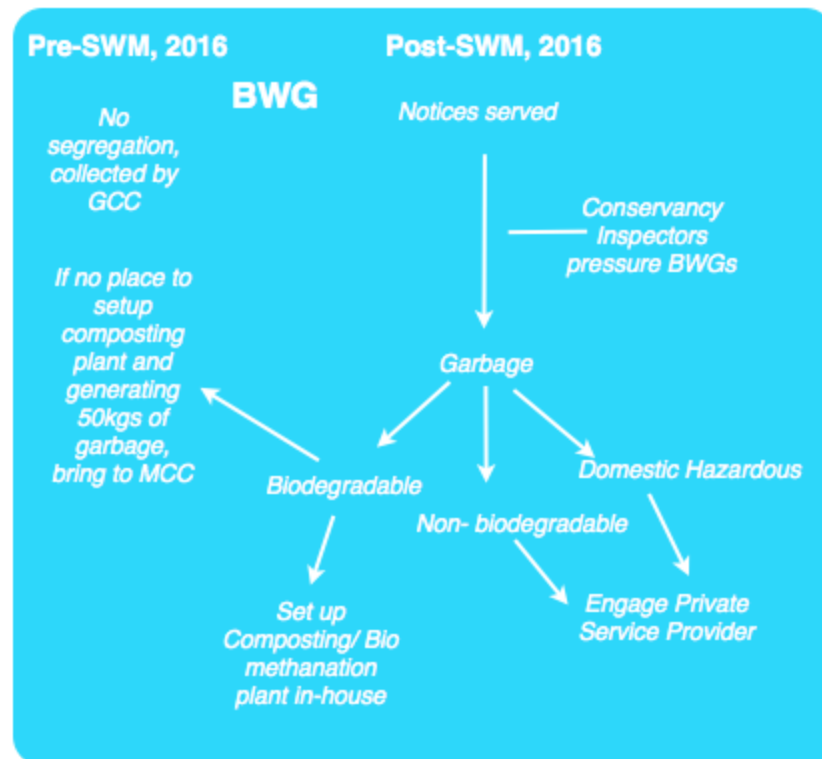 Pre-SWM, 2016
Post-SWM, 2016
BWG
No
segregation,
collected by
GCC
Notices served
Conservancy
Inspectors
pressure BWGs
If no place to
setup
composting
plant and
generating
50kgs of
garbage,
bring to MCC
Garbage
Biodegradable
Non- biodegradable
Domestic Hazardous
Set up
Composting/ Bio
methanation
plant in-house
Engage Private
Service Provider